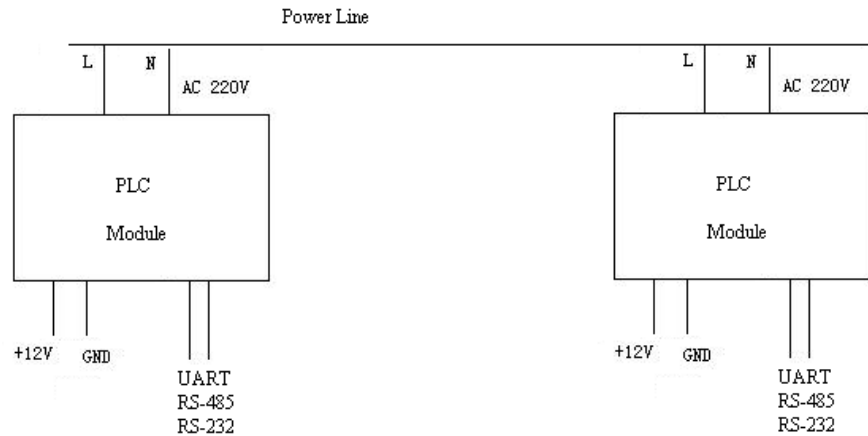 Power Line
L N L N
AC 220V AC 220V
PLC PLC
Module Module
+12V GND +12V GND
UART UART
RS-485 RS-485
RS-232 RS-232